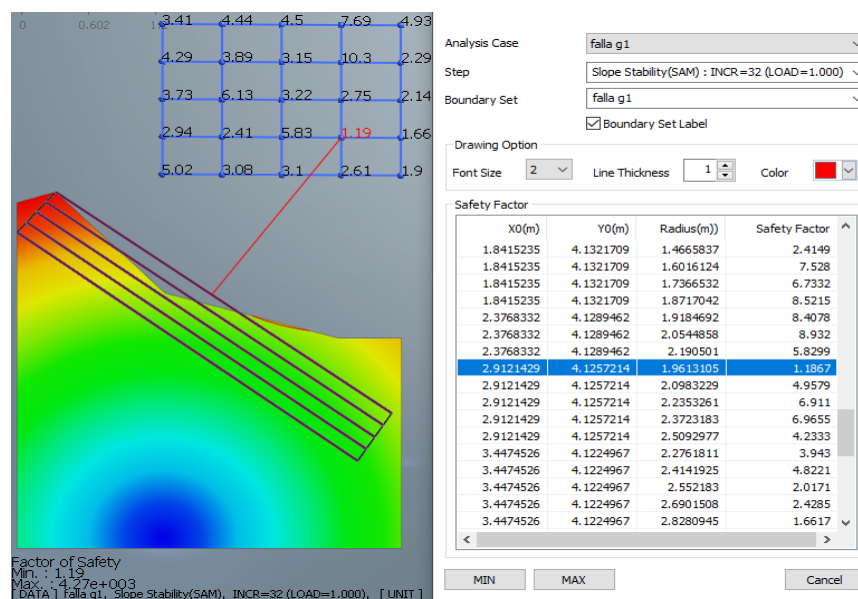 0 0.602 1.2
3.41 4.44 4.5 7.69 4.93
4.29 3.89 3.15 10.3 2.29
3.73 6.13 3.22 2.75 2.14
2.94 2.41 5.83 1.19 1.66
5.02 3.08 3.1 2.61 1.9
Factor of Safety
Min. : 1.19
Max. : 4.27e+003
[ DATA ] falla g1, Slope Stability(SAM), INCR=32 (LOAD=1.000), [ UNIT ]
Analysis Case falla g1
Step Slope Stability(SAM) : INCR=32 (LOAD=1.000)
Boundary Set falla g1
Boundary Set Label
Drawing Option
Font Size 2 Line Thickness 1 Color
Safety Factor
X0(m) Y0(m) Radius(m)) Safety Factor
1.8415235 4.1321709 1.4665837 2.4149
1.8415235 4.1321709 1.6016124 7.528
1.8415235 4.1321709 1.7366532 6.7332
1.8415235 4.1321709 1.8717042 8.5215
2.3768332 4.1289462 1.9184692 8.4078
2.3768332 4.1289462 2.0544858 8.932
2.3768332 4.1289462 2.190501 5.8299
2.9121429 4.1257214 1.9613105 1.1867
2.9121429 4.1257214 2.0983229 4.9579
2.9121429 4.1257214 2.2353261 6.911
2.9121429 4.1257214 2.3723183 6.9655
2.9121429 4.1257214 2.5092977 4.2333
3.4474526 4.1224967 2.2761811 3.943
3.4474526 4.1224967 2.4141925 4.8221
3.4474526 4.1224967 2.552183 2.0171
3.4474526 4.1224967 2.6901508 2.4285
3.4474526 4.1224967 2.8280945 1.6617
MIN MAX Cancel